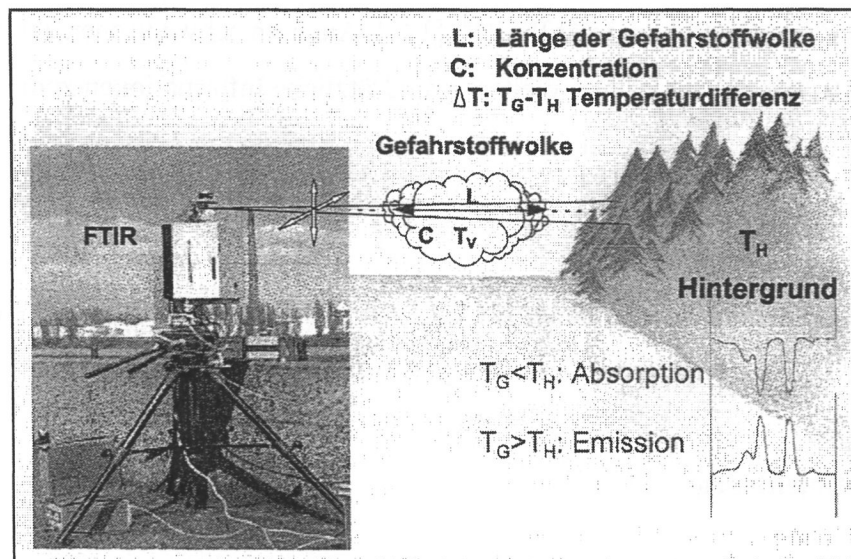 L: Länge der Gefahrstoffwolke
C: Konzentration
ΔT: T_G-T_H Temperaturdifferenz
Gefahrstoffwolke
FTIR
L
C T_V
T_H
Hintergrund
T_G<T_H: Absorption
T_G>T_H: Emission